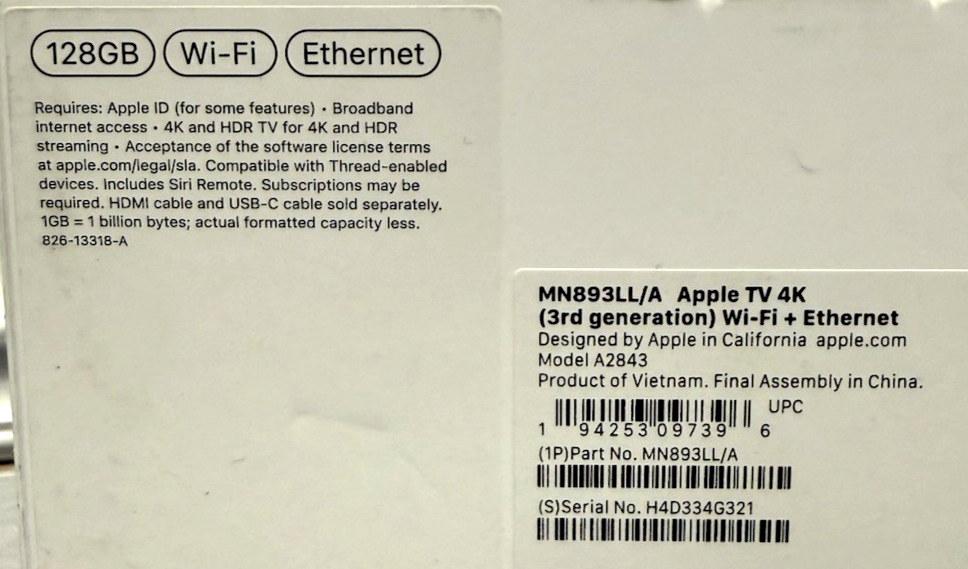 128GB Wi-Fi Ethernet
Requires: Apple ID (for some features) • Broadband
internet access • 4K and HDR TV for 4K and HDR
streaming • Acceptance of the software license terms
at apple.com/legal/sla. Compatible with Thread-enabled
devices. Includes Siri Remote. Subscriptions may be
required. HDMI cable and USB-C cable sold separately.
1GB = 1 billion bytes; actual formatted capacity less.
826-13318-A
MN893LL/A Apple TV 4K
(3rd generation) Wi-Fi + Ethernet
Designed by Apple in California apple.com
Model A2843
Product of Vietnam. Final Assembly in China.
UPC
1 94253 09739 6
(1P)Part No. MN893LL/A
(S)Serial No. H4D334G321